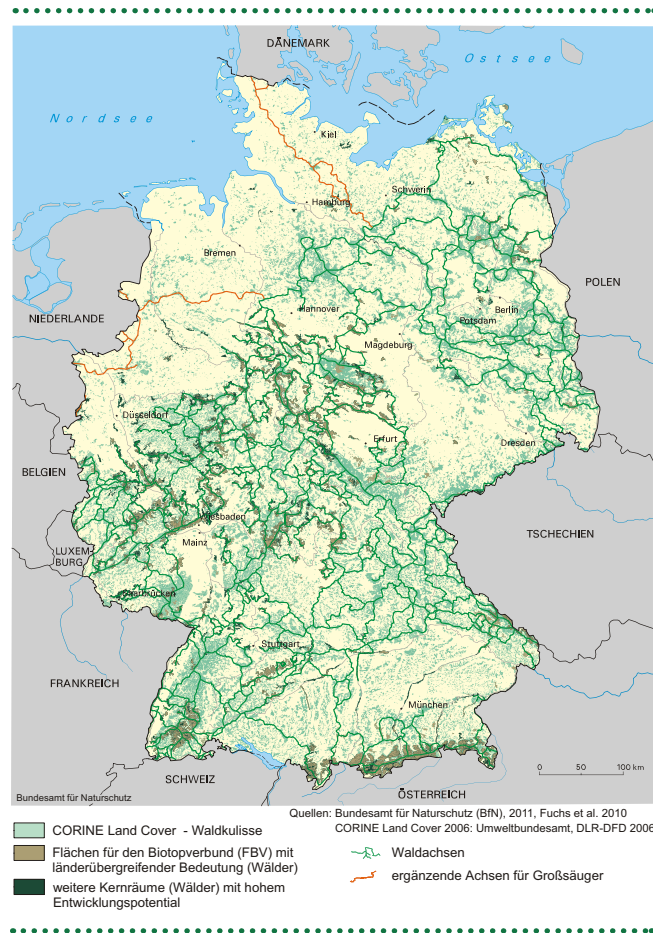 DÄNEMARK
Ostsee
Nordsee
Kiel
Schwerin
Hamburg
Bremen
POLEN
NIEDERLANDE
Hannover
Berlin
Potsdam
Magdeburg
Düsseldorf
Erfurt
Dresden
BELGIEN
Wiesbaden
TSCHECHIEN
Mainz
LUXEM-
BURG
Saarbrücken
Stuttgart
FRANKREICH
München
SCHWEIZ
ÖSTERREICH
0 50 100 km
Bundesamt für Naturschutz
Quellen: Bundesamt für Naturschutz (BfN), 2011, Fuchs et al. 2010
CORINE Land Cover 2006: Umweltbundesamt, DLR-DFD 2006
CORINE Land Cover - Waldkulisse
Flächen für den Biotopverbund (FBV) mit
länderübergreifender Bedeutung (Wälder)
weitere Kernräume (Wälder) mit hohem
Entwicklungspotential
Waldachsen
ergänzende Achsen für Großsäuger